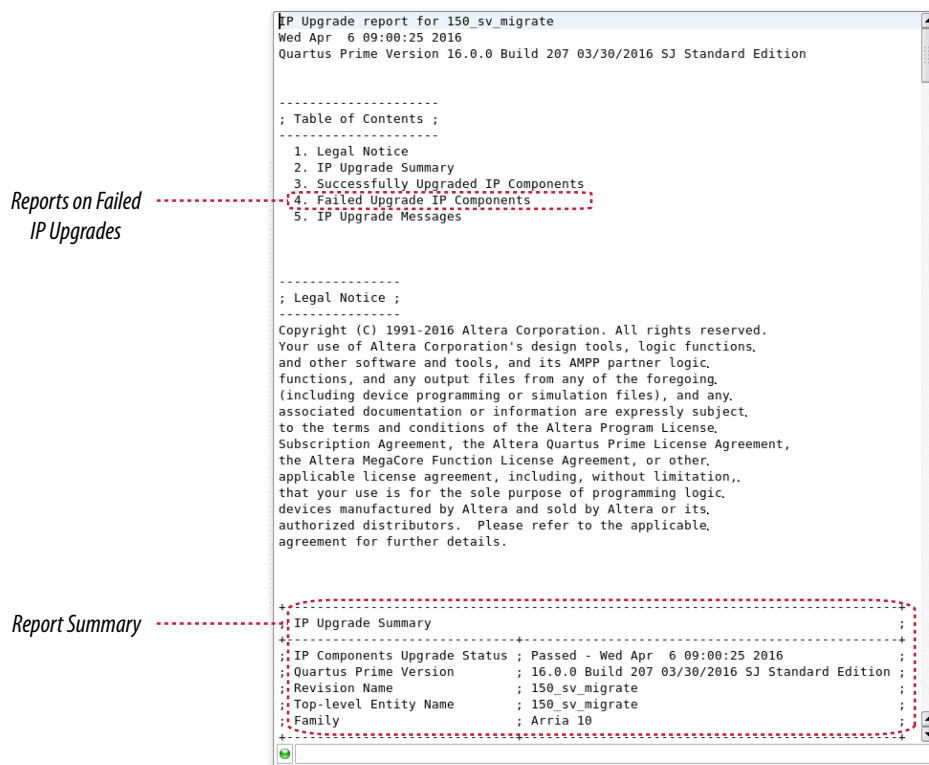 IP Upgrade report for 150_sv_migrate
Wed Apr  6 09:00:25 2016
Quartus Prime Version 16.0.0 Build 207 03/30/2016 SJ Standard Edition
---------------------
; Table of Contents ;
---------------------
1. Legal Notice
2. IP Upgrade Summary
3. Successfully Upgraded IP Components
Reports on Failed
IP Upgrades
4. Failed Upgrade IP Components
5. IP Upgrade Messages
----------------
; Legal Notice ;
----------------
Copyright (C) 1991-2016 Altera Corporation. All rights reserved.
Your use of Altera Corporation's design tools, logic functions.
and other software and tools, and its AMPP partner logic.
functions, and any output files from any of the foregoing.
(including device programming or simulation files), and any.
associated documentation or information are expressly subject.
to the terms and conditions of the Altera Program License.
Subscription Agreement, the Altera Quartus Prime License Agreement,
the Altera MegaCore Function License Agreement, or other.
applicable license agreement, including, without limitation,.
that your use is for the sole purpose of programming logic.
devices manufactured by Altera and sold by Altera or its.
authorized distributors.  Please refer to the applicable.
agreement for further details.
Report Summary
; IP Upgrade Summary ;
; IP Components Upgrade Status ; Passed - Wed Apr  6 09:00:25 2016 ;
; Quartus Prime Version ; 16.0.0 Build 207 03/30/2016 SJ Standard Edition ;
; Revision Name ; 150_sv_migrate ;
; Top-level Entity Name ; 150_sv_migrate ;
; Family ; Arria 10 ;